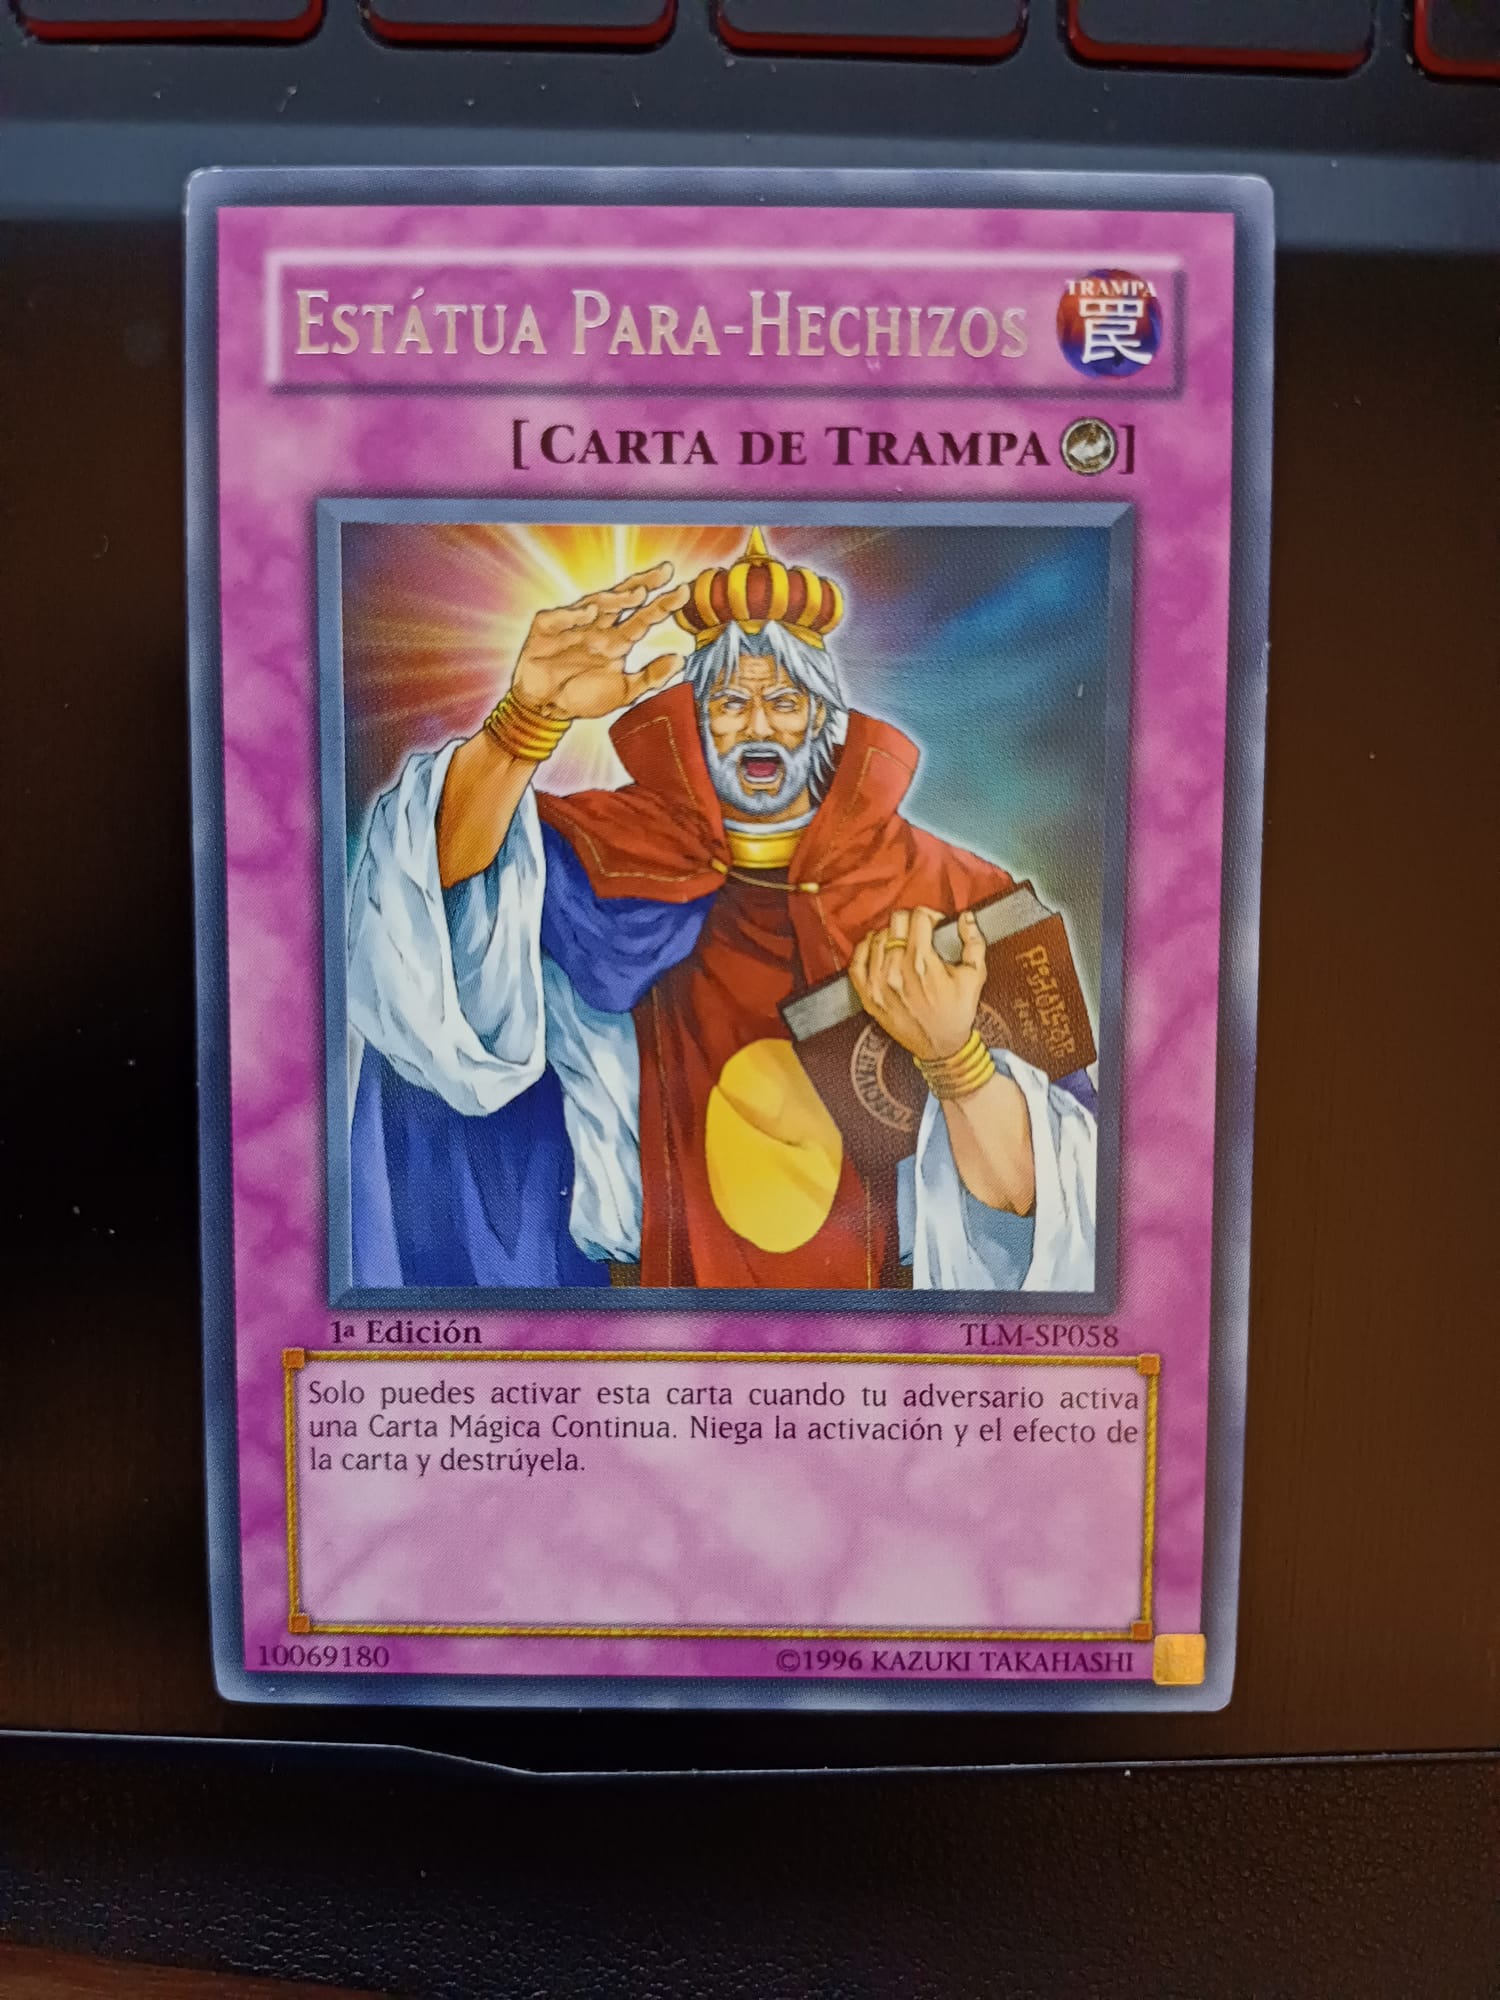 ESTÁTUA PARA-HECHIZOS
TRAMPA
罠
[CARTA DE TRAMPA]
1ª Edición
TLM-SP058
Solo puedes activar esta carta cuando tu adversario activa
una Carta Mágica Continua. Niega la activación y el efecto de
la carta y destrúyela.
10069180
©1996 KAZUKI TAKAHASHI